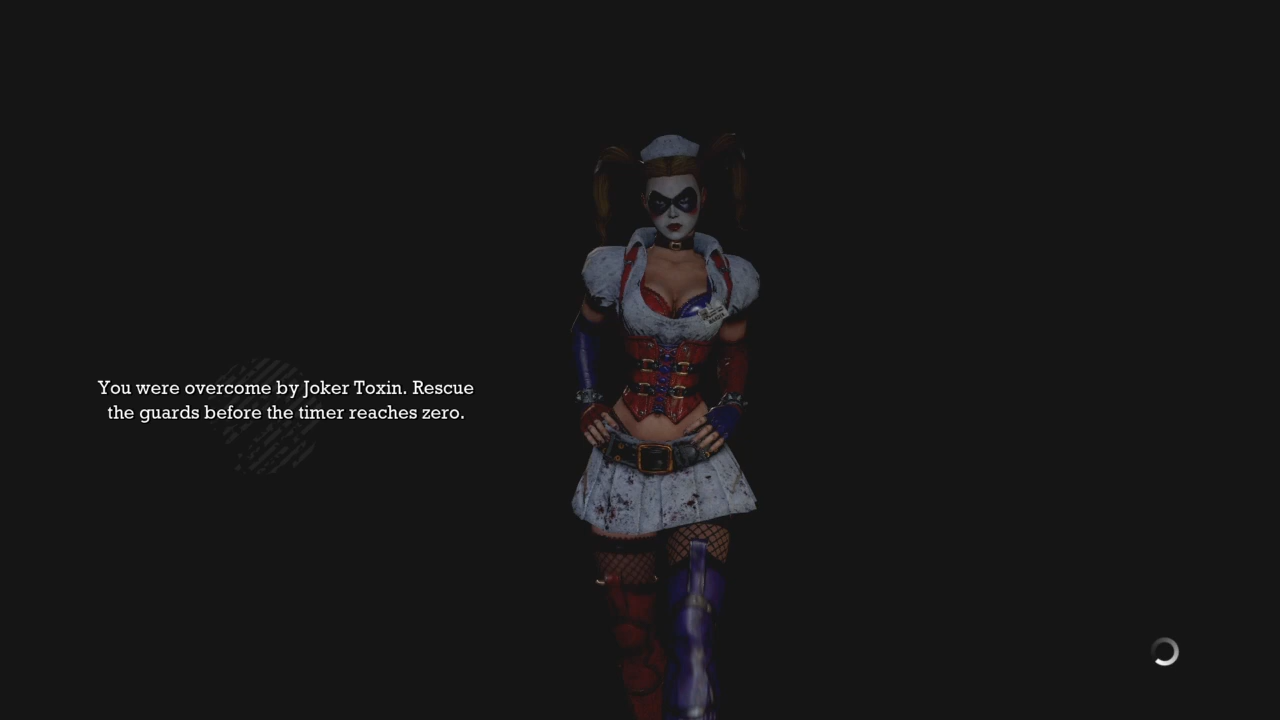 You were overcome by Joker Toxin. Rescue
the guards before the timer reaches zero.